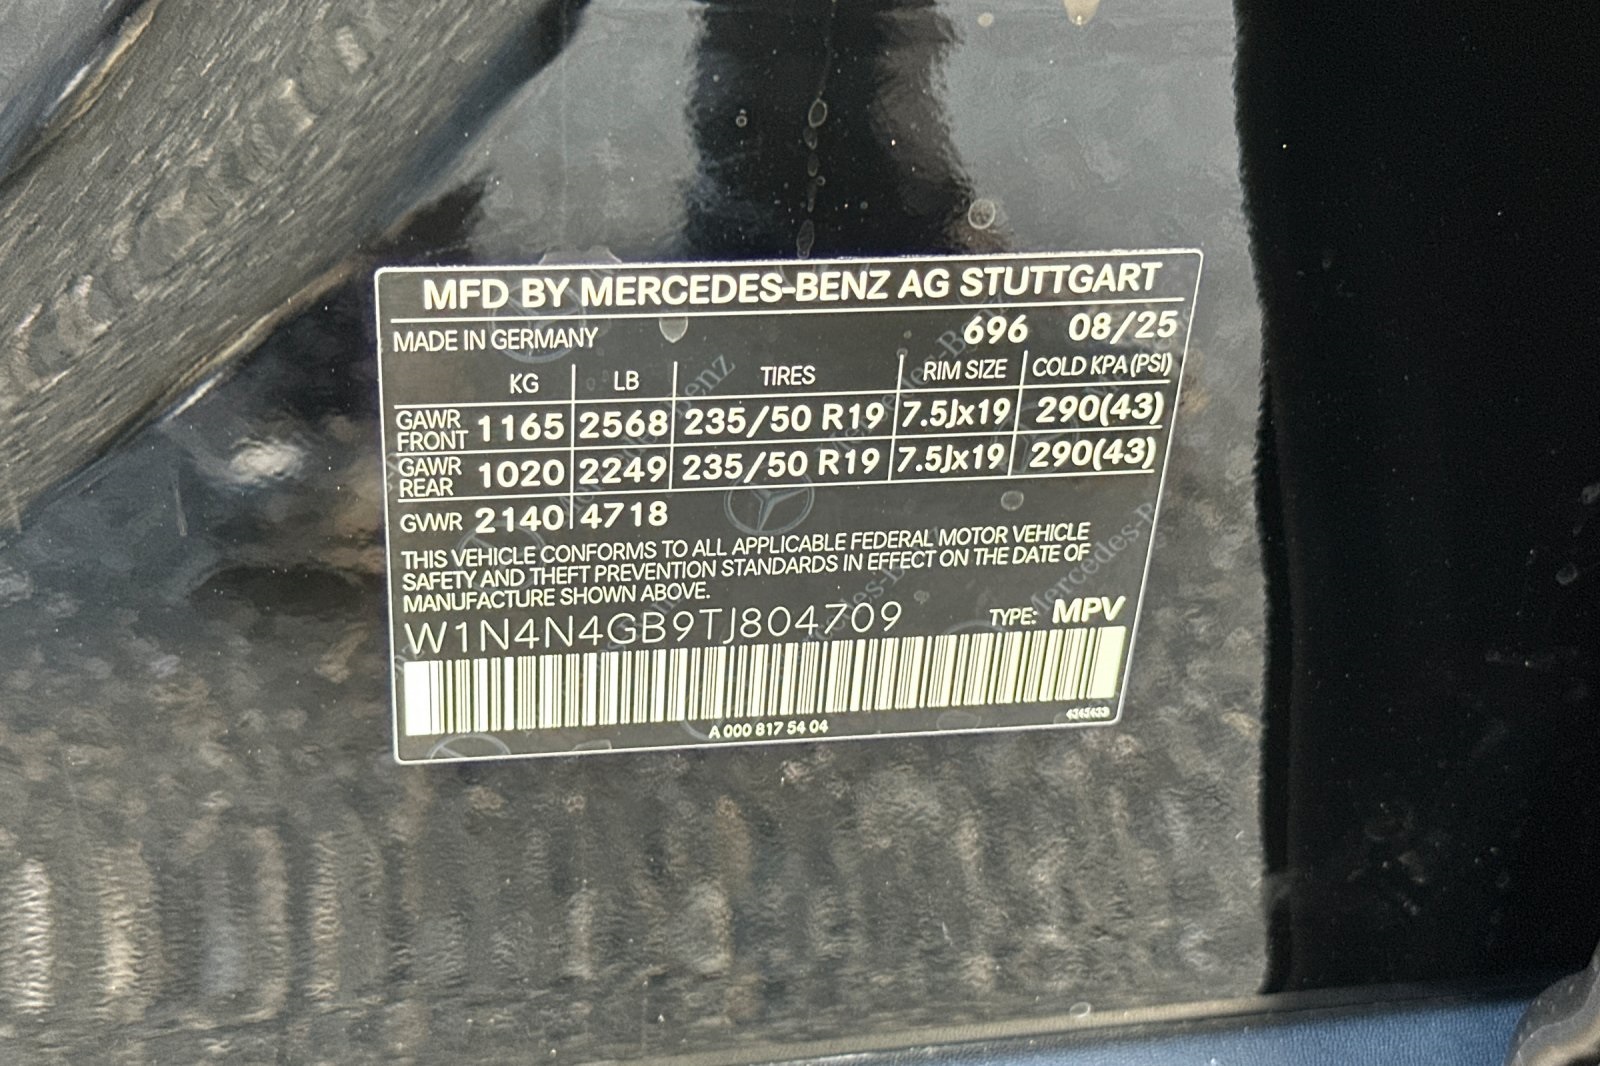 MFD BY MERCEDES-BENZ AG STUTTGART
MADE IN GERMANY 696 08/25
KG LB TIRES RIM SIZE COLD KPA (PSI)
GAWR FRONT 1165 2568 235/50 R19 7.5Jx19 290(43)
GAWR REAR 1020 2249 235/50 R19 7.5Jx19 290(43)
GVWR 2140 4718
THIS VEHICLE CONFORMS TO ALL APPLICABLE FEDERAL MOTOR VEHICLE
SAFETY AND THEFT PREVENTION STANDARDS IN EFFECT ON THE DATE OF
MANUFACTURE SHOWN ABOVE.
W1N4N4GB9TJ804709 TYPE: MPV
A 000 817 54 04